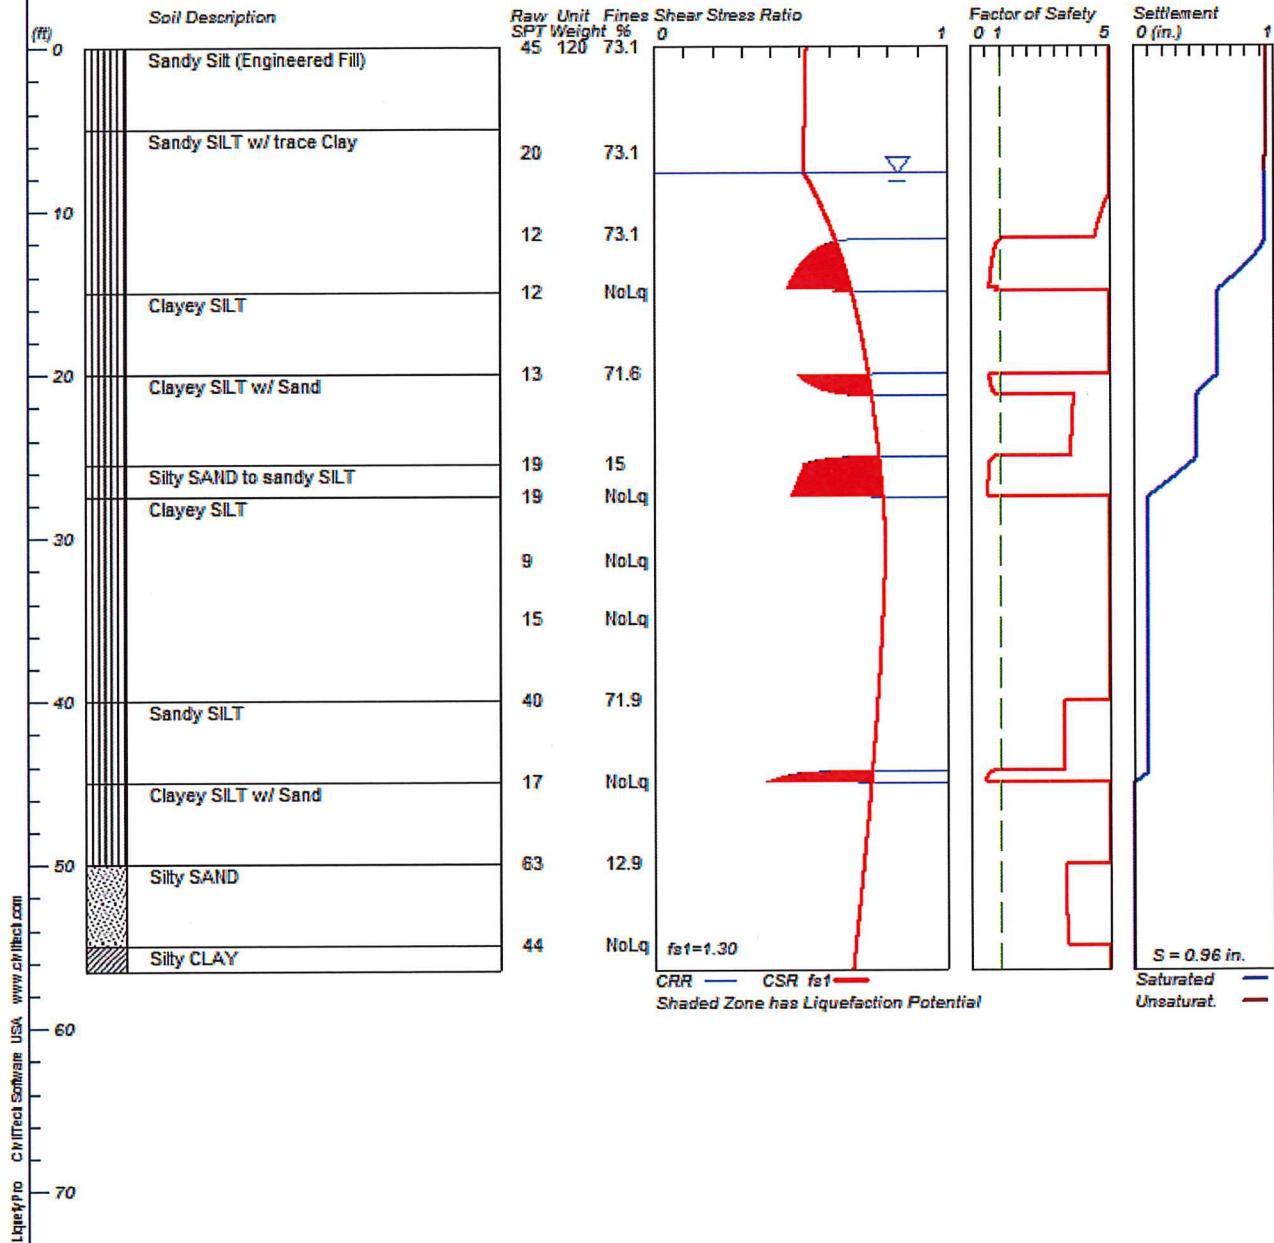 Soil Description Raw Unit Fines Shear Stress Ratio Factor of Safety Settlement
(ft) SPT Weight % 0 1 0 1 5 0 (in.) 1
0 45 120 73.1
Sandy Silt (Engineered Fill)
Sandy SILT w/ trace Clay
20 73.1
10
12 73.1
12 NoLq
Clayey SILT
20 13 71.6
Clayey SILT w/ Sand
19 15
Silty SAND to sandy SILT
19 NoLq
Clayey SILT
30
9 NoLq
15 NoLq
40 40 71.9
Sandy SILT
17 NoLq
Clayey SILT w/ Sand
50 63 12.9
Silty SAND
44 NoLq fs1=1.30
Silty CLAY S = 0.96 in.
CRR CSR fs1 Saturated
Shaded Zone has Liquefaction Potential Unsaturat.
60
70
LiquefyPro CivilTech Software USA www.civiltech.com